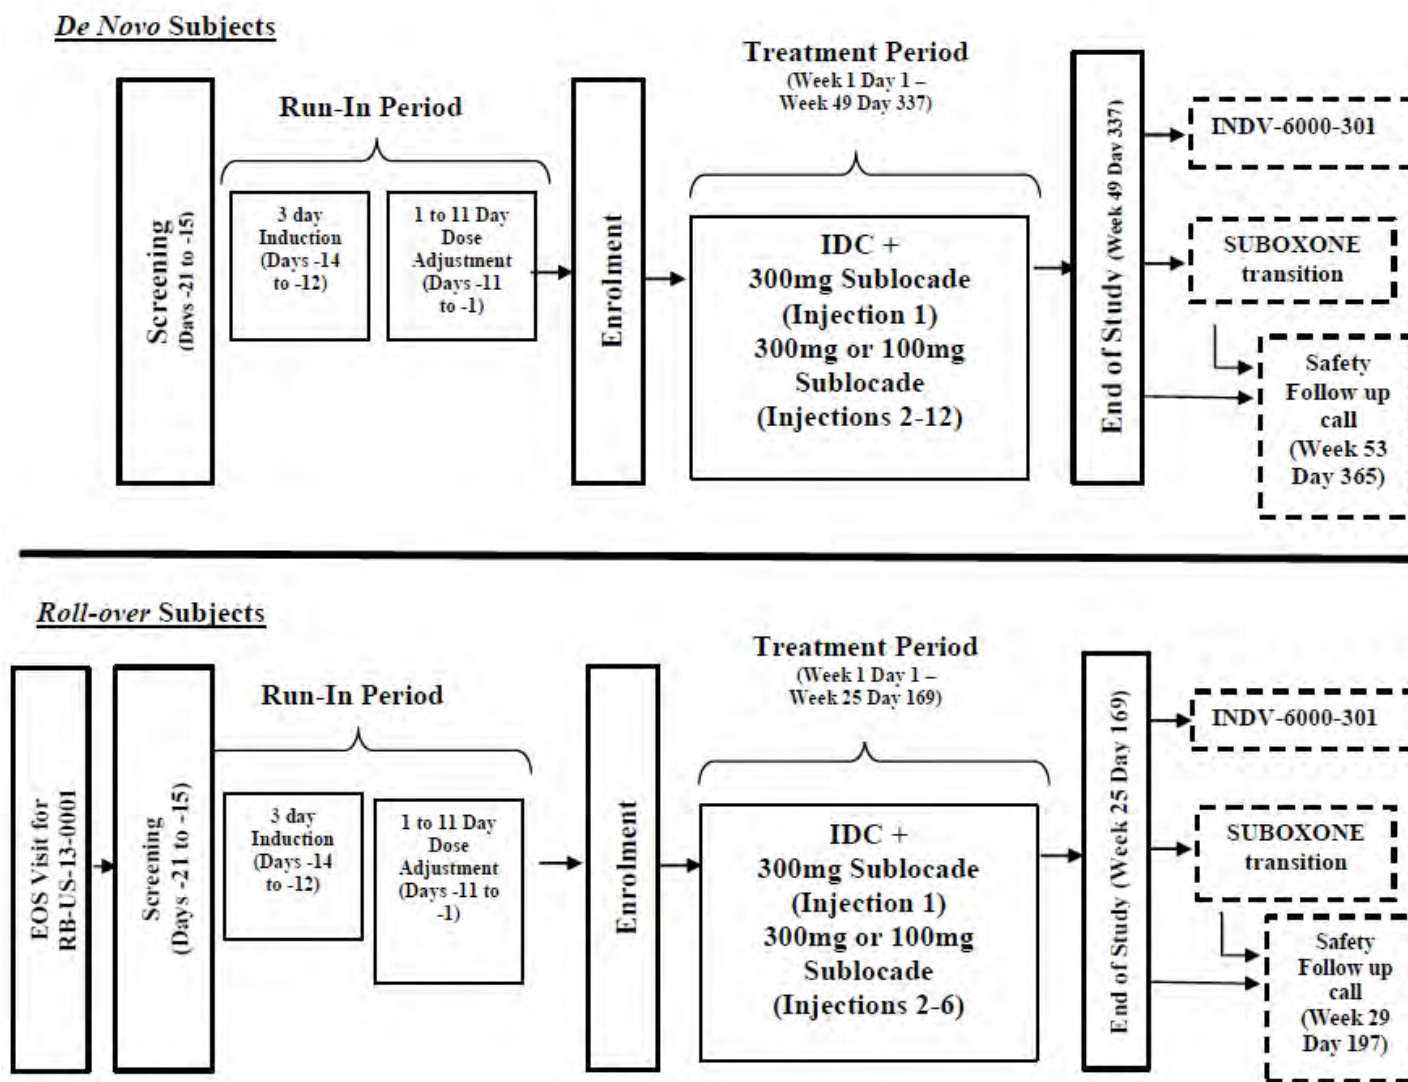 De Novo Subjects
Screening
(Days -21 to -15)
Run-In Period
3 day
Induction
(Days -14
to -12)
1 to 11 Day
Dose
Adjustment
(Days -11
to -1)
Enrolment
Treatment Period
(Week 1 Day 1 –
Week 49 Day 337)
IDC +
300mg Sublocade
(Injection 1)
300mg or 100mg
Sublocade
(Injections 2-12)
End of Study (Week 49 Day 337)
INDV-6000-301
SUBOXONE
transition
Safety
Follow up
call
(Week 53
Day 365)
Roll-over Subjects
EOS Visit for
RB-US-13-0001
Screening
(Days -21 to -15)
Run-In Period
3 day
Induction
(Days -14
to -12)
1 to 11 Day
Dose
Adjustment
(Days -11 to
-1)
Enrolment
Treatment Period
(Week 1 Day 1 –
Week 25 Day 169)
IDC +
300mg Sublocade
(Injection 1)
300mg or 100mg
Sublocade
(Injections 2-6)
End of Study (Week 25 Day 169)
INDV-6000-301
SUBOXONE
transition
Safety
Follow up
call
(Week 29
Day 197)